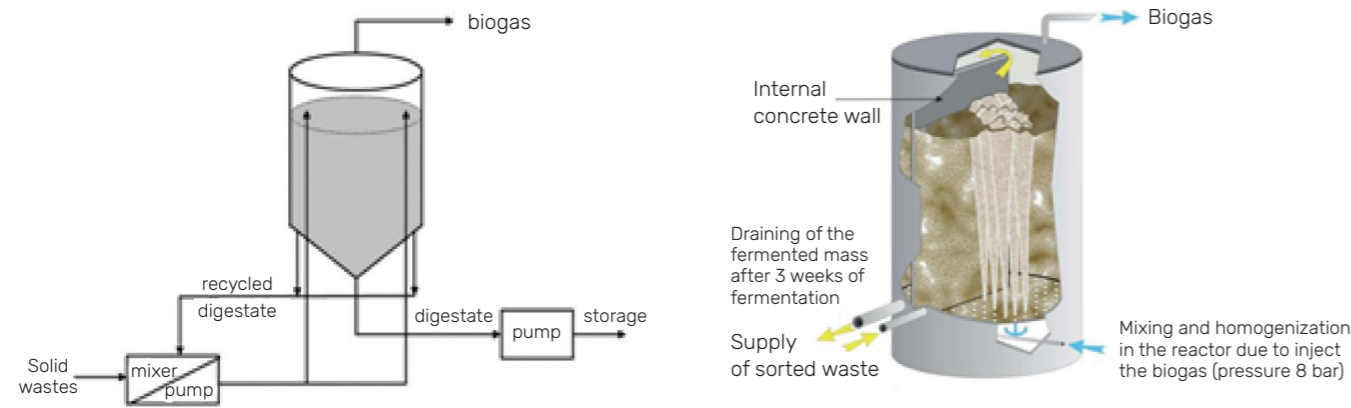 biogas
recycled
digestate
digestate
pump
storage
Solid
wastes
mixer
pump
Biogas
Internal
concrete wall
Draining of the
fermented mass
after 3 weeks of
fermentation
Supply
of sorted waste
Mixing and homogenization
in the reactor due to inject
the biogas (pressure 8 bar)